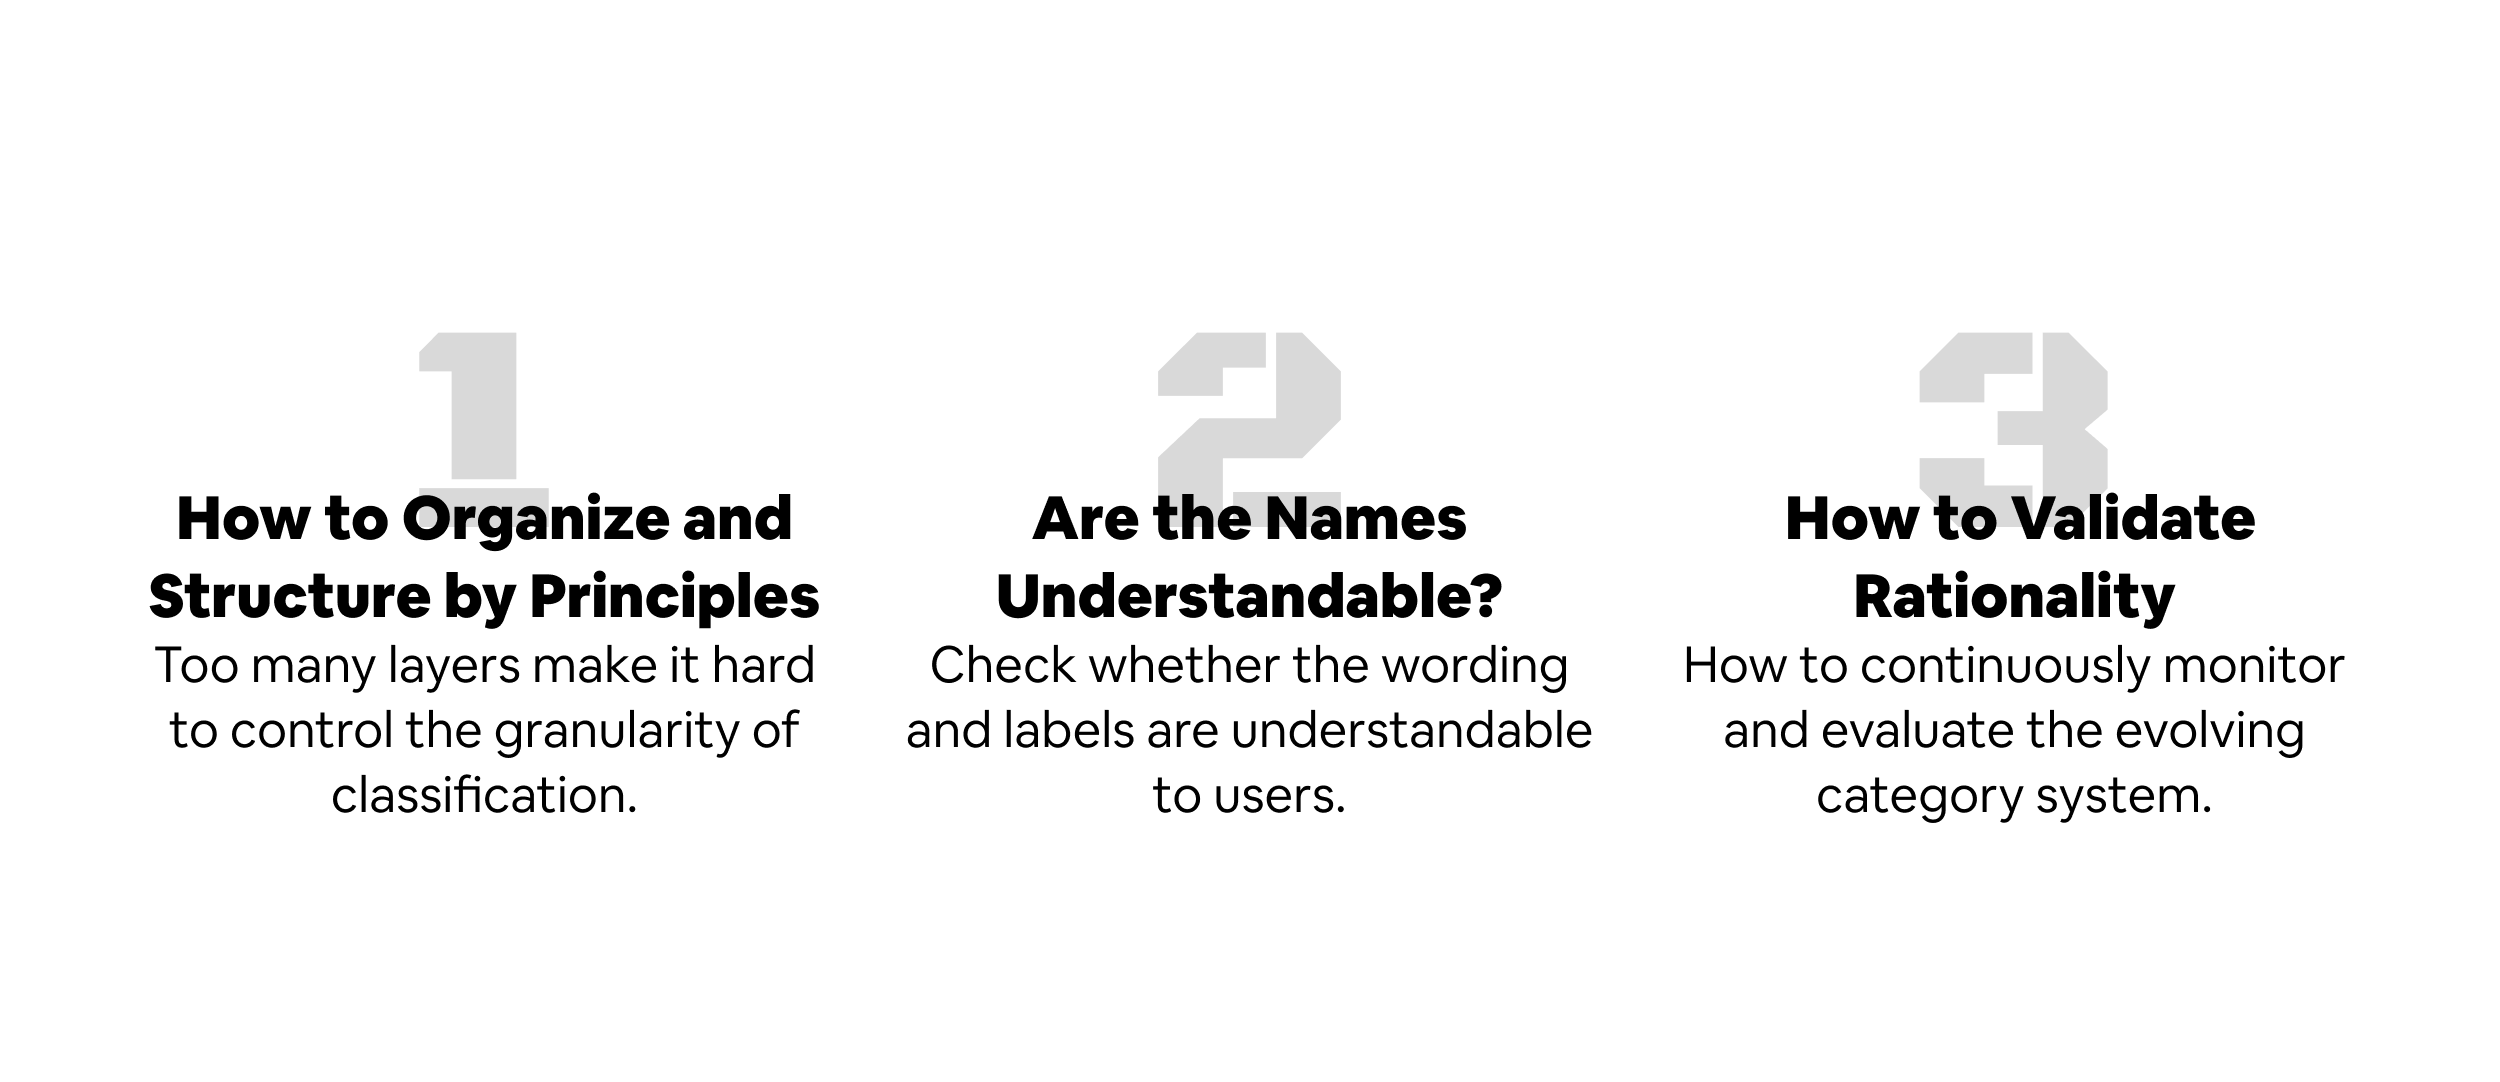 1
How to Organize and
Structure by Principles
Too many layers make it hard
to control the granularity of
classification.
2
Are the Names
Understandable?
Check whether the wording
and labels are understandable
to users.
3
How to Validate
Rationality
How to continuously monitor
and evaluate the evolving
category system.